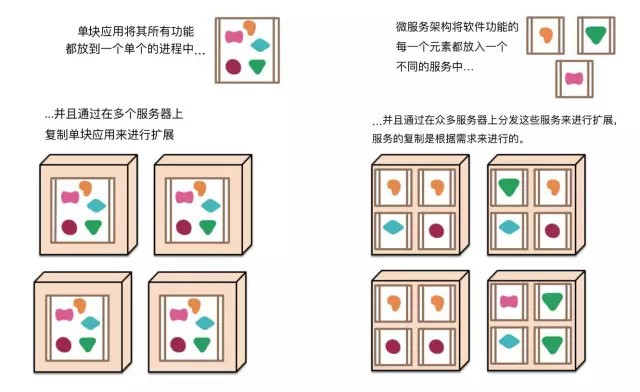 单块应用将其所有功能
都放到一个单个的进程中...
...并且通过在多个服务器上
复制单块应用来进行扩展
微服务架构将软件功能的
每一个元素都放入一个
不同的服务中...
...并且通过在众多服务器上分发这些服务来进行扩展，
服务的复制是根据需求来进行的。